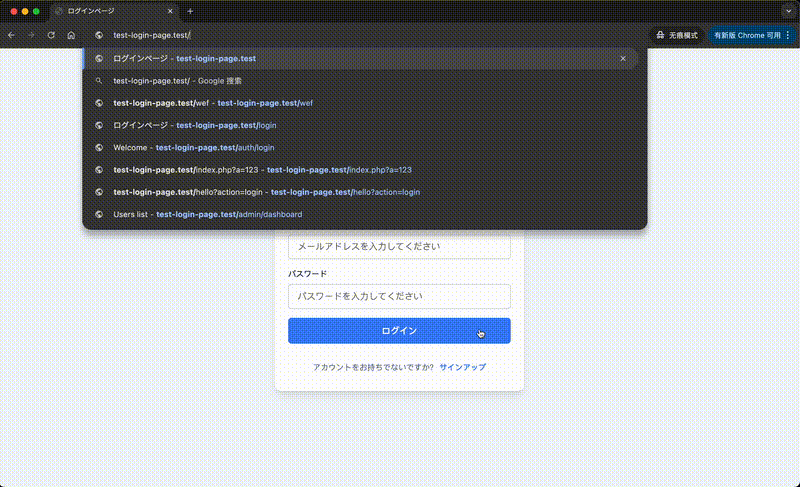 ログインページ
test-login-page.test/
无痕模式
有新版 Chrome 可用
ログインページ - test-login-page.test
test-login-page.test/ - Google 搜索
test-login-page.test/wef - test-login-page.test/wef
ログインページ - test-login-page.test/login
Welcome - test-login-page.test/auth/login
test-login-page.test/index.php?a=123 - test-login-page.test/index.php?a=123
test-login-page.test/hello?action=login - test-login-page.test/hello?action=login
Users list - test-login-page.test/admin/dashboard
メールアドレスを入力してください
パスワード
パスワードを入力してください
ログイン
アカウントをお持ちでないですか? サインアップ